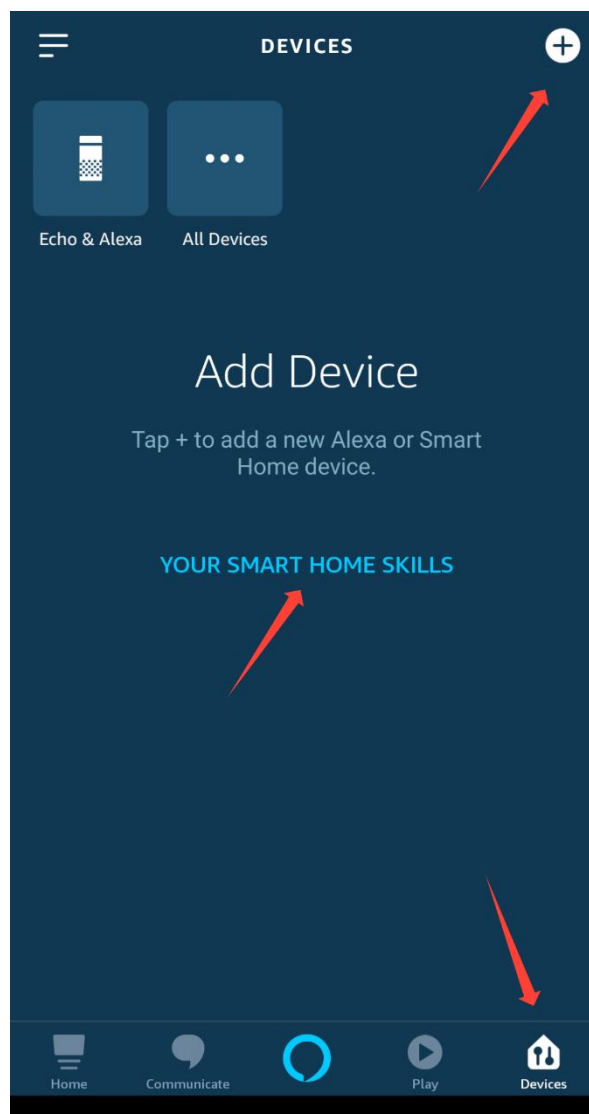 DEVICES
Echo & Alexa
All Devices
Add Device
Tap + to add a new Alexa or Smart
Home device.
YOUR SMART HOME SKILLS
Home
Communicate
Play
Devices